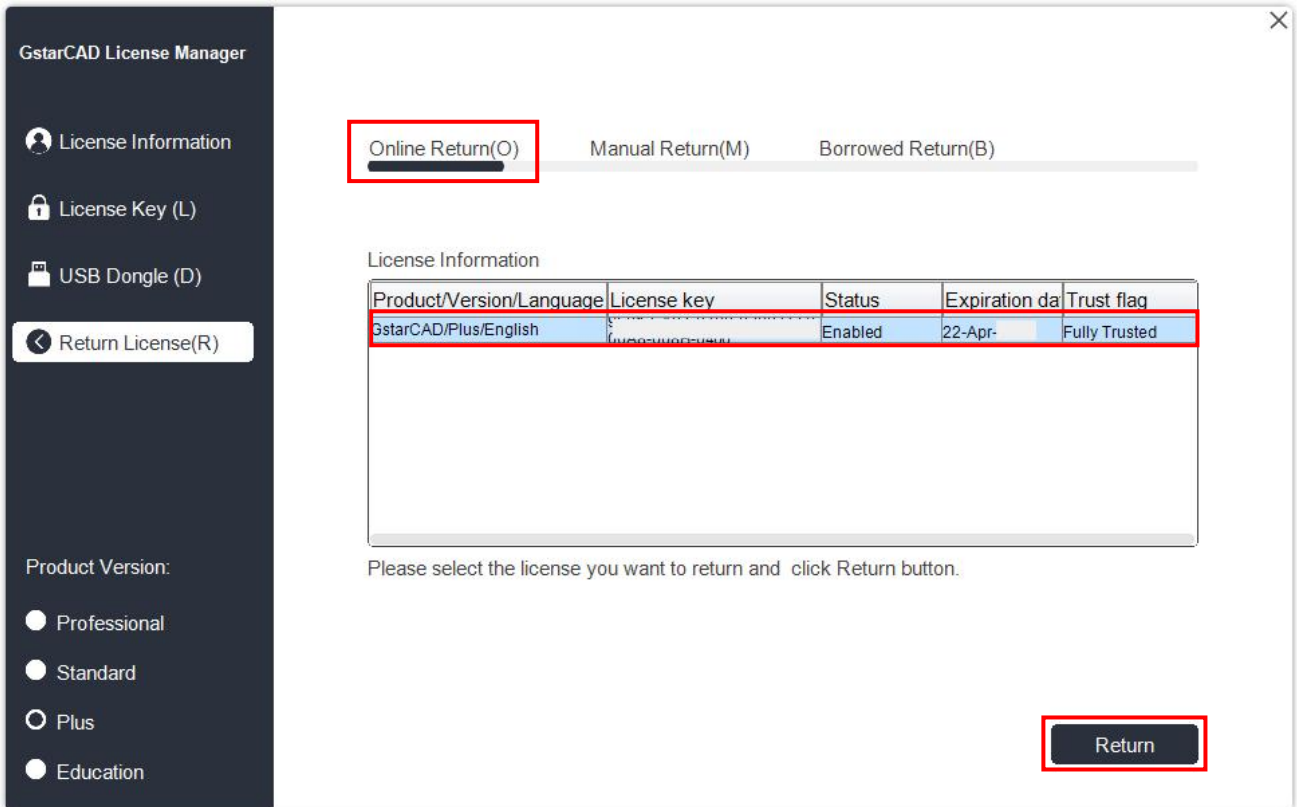 GstarCAD License Manager
License Information
License Key (L)
USB Dongle (D)
Return License(R)
Product Version:
Professional
Standard
Plus
Education
Online Return(O) Manual Return(M) Borrowed Return(B)
License Information
Product/Version/Language License key Status Expiration da Trust flag
GstarCAD/Plus/English Enabled 22-Apr- Fully Trusted
Please select the license you want to return and click Return button.
Return